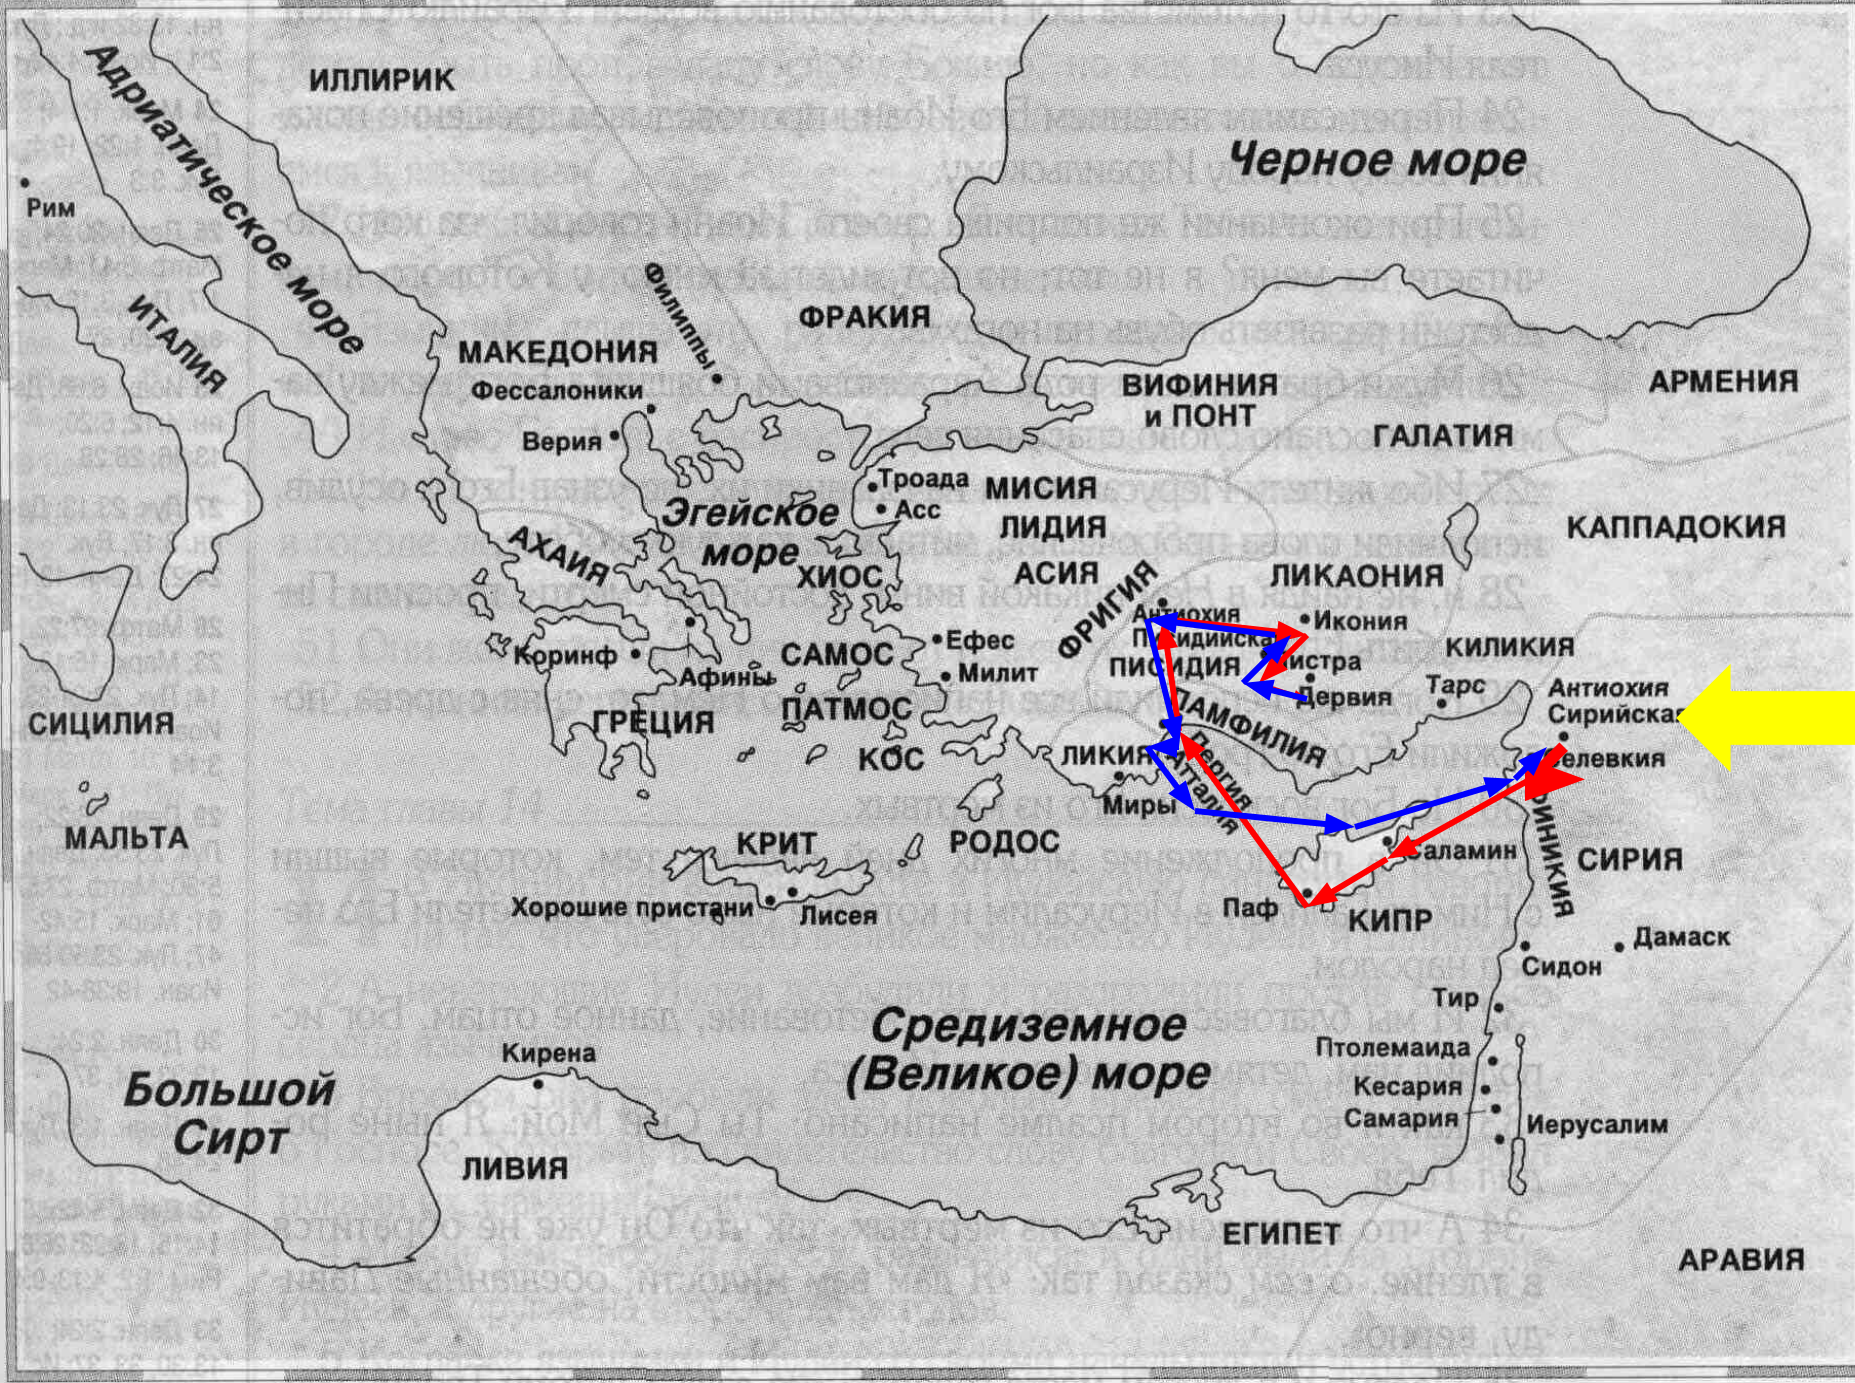 Адриатическое море
ИЛЛИРИК
Черное море
Рим
ИТАЛИЯ
Филиппы
ФРАКИЯ
МАКЕДОНИЯ
Фессалоники
Верия
ВИФИНИЯ
и ПОНТ
АРМЕНИЯ
ГАЛАТИЯ
Троада
Асс
МИСИЯ
ЛИДИЯ
АСИЯ
Эгейское
море
АХАИЯ
ХИОС
КАППАДОКИЯ
ЛИКАОНИЯ
ФРИГИЯ
Антиохия
Писидийская
Икония
КИЛИКИЯ
Ефес
Милит
САМОС
Коринф
Афины
ПАТМОС
ГРЕЦИЯ
КОС
ПИСИДИЯ
Листра
Дервия
Тарс
Антиохия
Сирийская
Селевкия
ПАМФИЛИЯ
ЛИКИЯ
Пергия
Атталия
Миры
СИЦИЛИЯ
МАЛЬТА
КРИТ
РОДОС
Саламин
ФИНИКИЯ
СИРИЯ
Хорошие пристани
Лисея
Паф
КИПР
Дамаск
Сидон
Тир
Средиземное
(Великое) море
Птолемаида
Кесария
Самария
Иерусалим
Кирена
Большой
Сирт
ЛИВИЯ
ЕГИПЕТ
АРАВИЯ